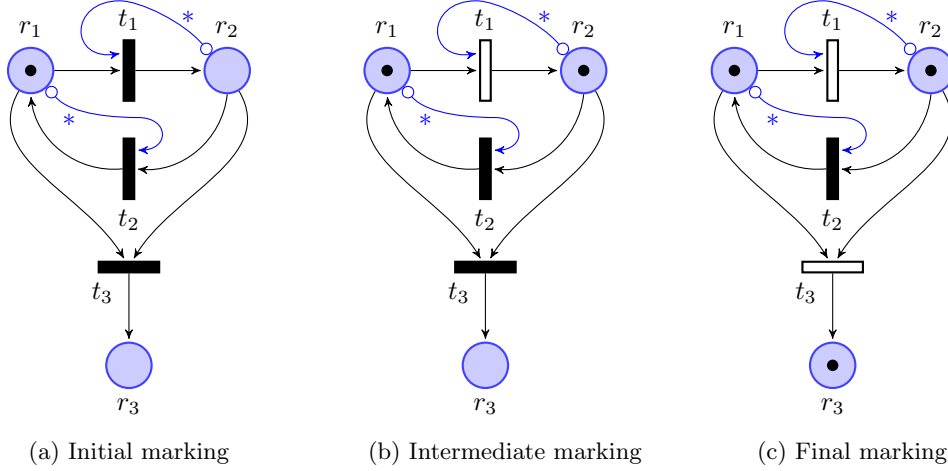 r₁ t₁ r₂ *
*
t₂
t₃
r₃
(a) Initial marking
r₁ t₁ r₂ *
*
t₂
t₃
r₃
(b) Intermediate marking
r₁ t₁ r₂ *
*
t₂
t₃
r₃
(c) Final marking